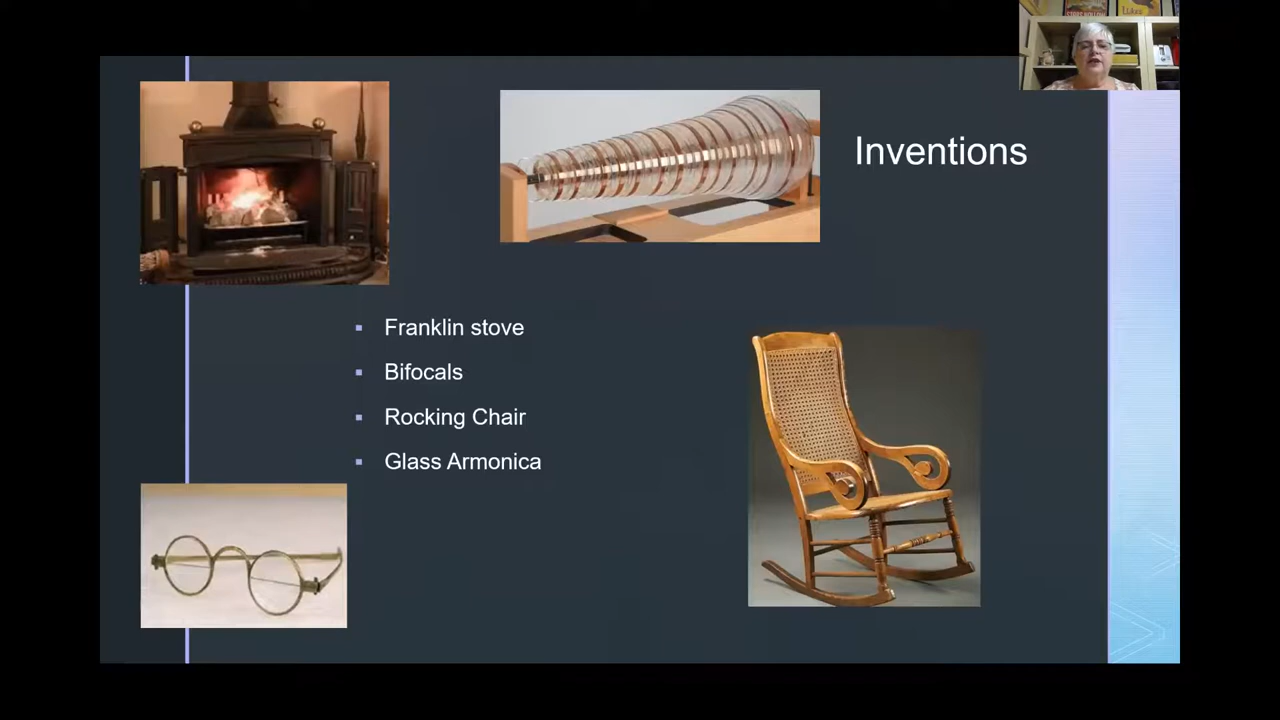 Inventions
Franklin stove
Bifocals
Rocking Chair
Glass Armonica